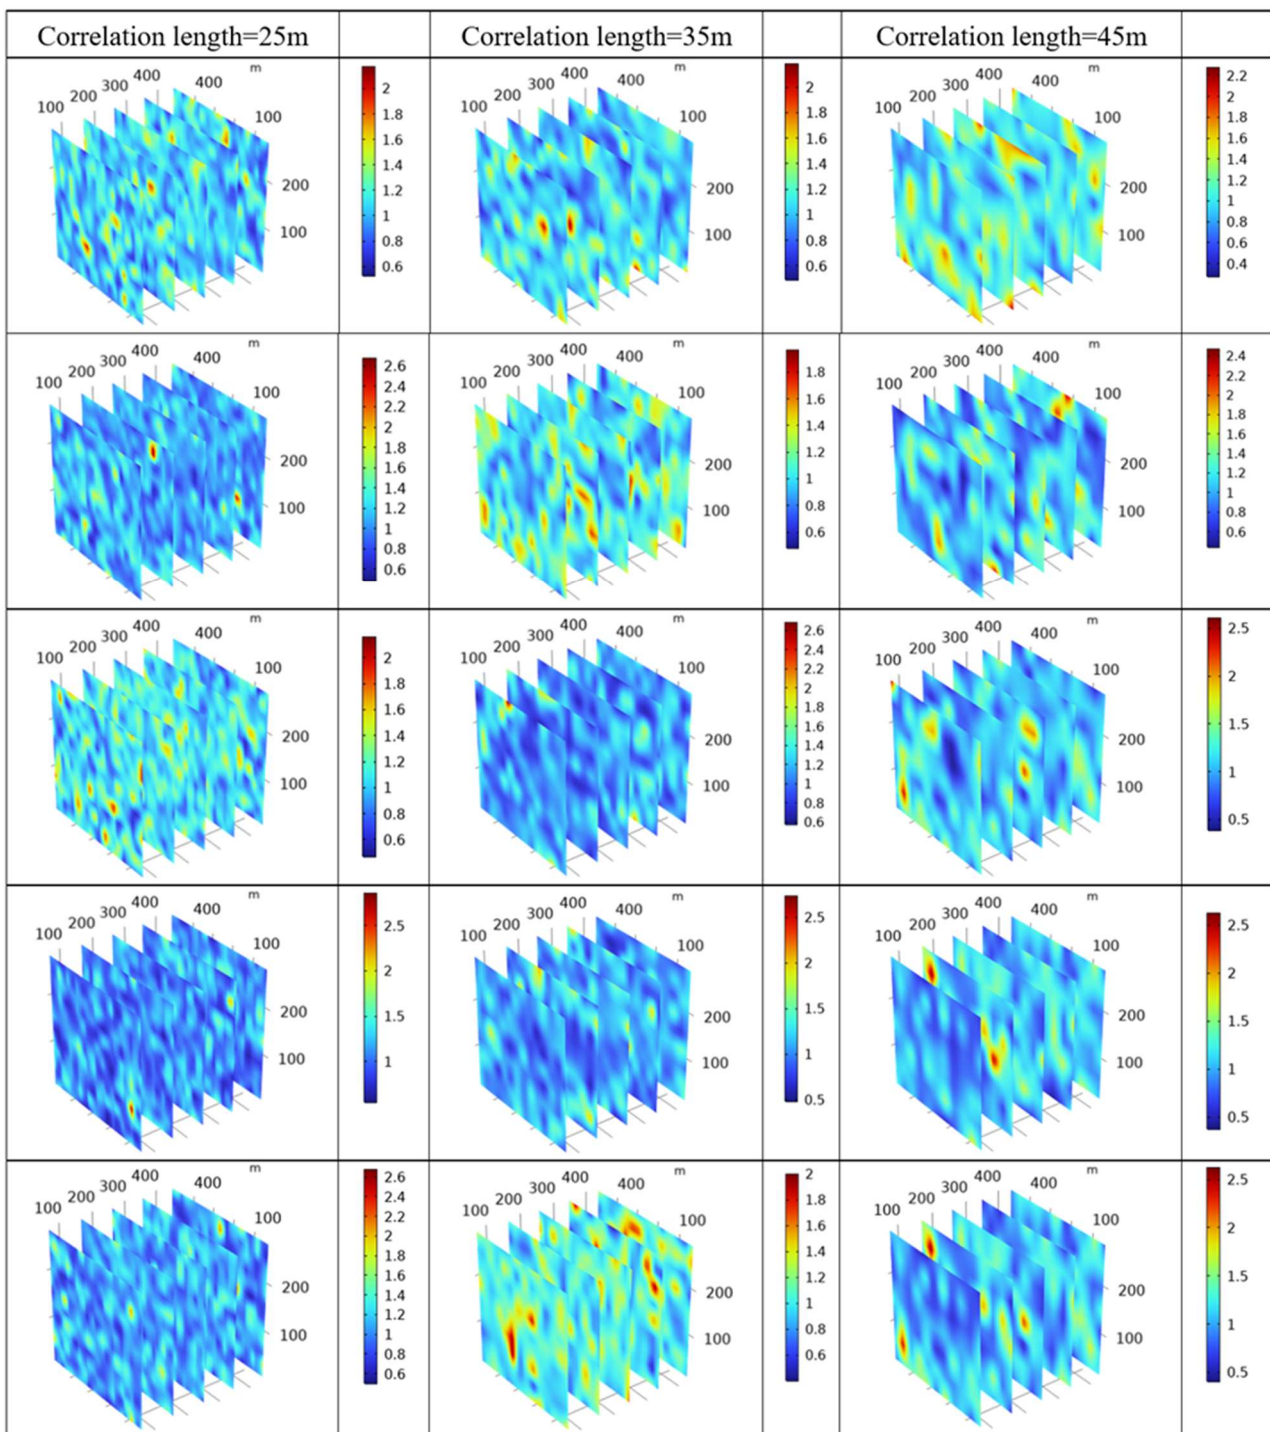 Correlation length=25m Correlation length=35m Correlation length=45m
m m m
100 200 300 400 400 100 200 100
2 1.8 1.6 1.4 1.2 1 0.8 0.6
100 200 300 400 400 100 200 100
2 1.8 1.6 1.4 1.2 1 0.8 0.6
100 200 300 400 400 100 200 100
2.2 2 1.8 1.6 1.4 1.2 1 0.8 0.6 0.4
m m m
100 200 300 400 400 100 200 100
2.6 2.4 2.2 2 1.8 1.6 1.4 1.2 1 0.8 0.6
100 200 300 400 400 100 200 100
1.8 1.6 1.4 1.2 1 0.8 0.6
100 200 300 400 400 100 200 100
2.4 2.2 2 1.8 1.6 1.4 1.2 1 0.8 0.6
m m m
100 200 300 400 400 100 200 100
2 1.8 1.6 1.4 1.2 1 0.8 0.6
100 200 300 400 400 100 200 100
2.6 2.4 2.2 2 1.8 1.6 1.4 1.2 1 0.8 0.6
100 200 300 400 400 100 200 100
2.5 2 1.5 1 0.5
m m m
100 200 300 400 400 100 200 100
2.5 2 1.5 1
100 200 300 400 400 100 200 100
2.5 2 1.5 1 0.5
100 200 300 400 400 100 200 100
2.5 2 1.5 1 0.5
m m m
100 200 300 400 400 100 200 100
2.6 2.4 2.2 2 1.8 1.6 1.4 1.2 1 0.8 0.6
100 200 300 400 400 100 200 100
2 1.8 1.6 1.4 1.2 1 0.8 0.6
100 200 300 400 400 100 200 100
2.5 2 1.5 1 0.5